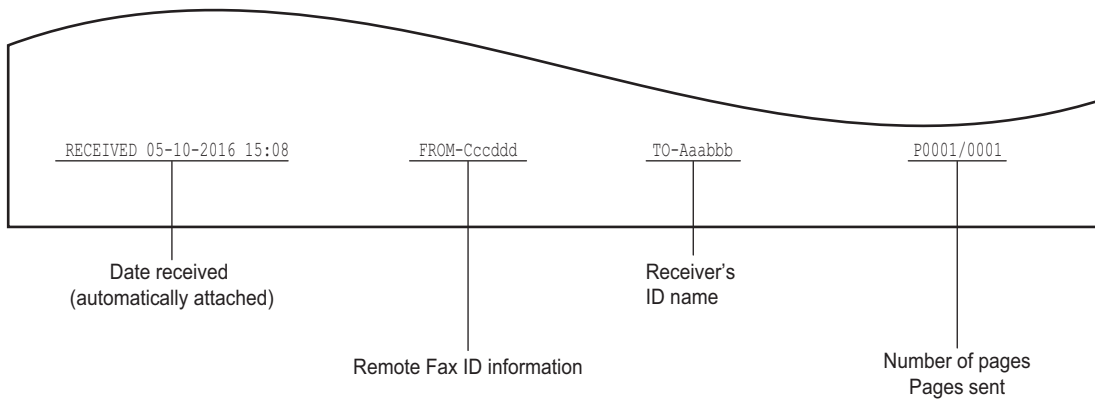 RECEIVED 05-10-2016 15:08 FROM-Cccddd TO-Aaabbb P0001/0001
Date received
(automatically attached)
Receiver's
ID name
Remote Fax ID information
Number of pages
Pages sent